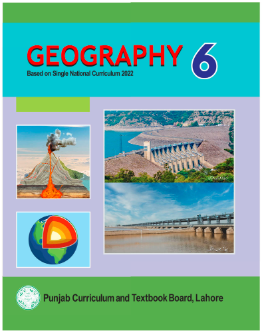 GEOGRAPHY 6
Based on Single National Curriculum 2022
Punjab Curriculum and Textbook Board, Lahore